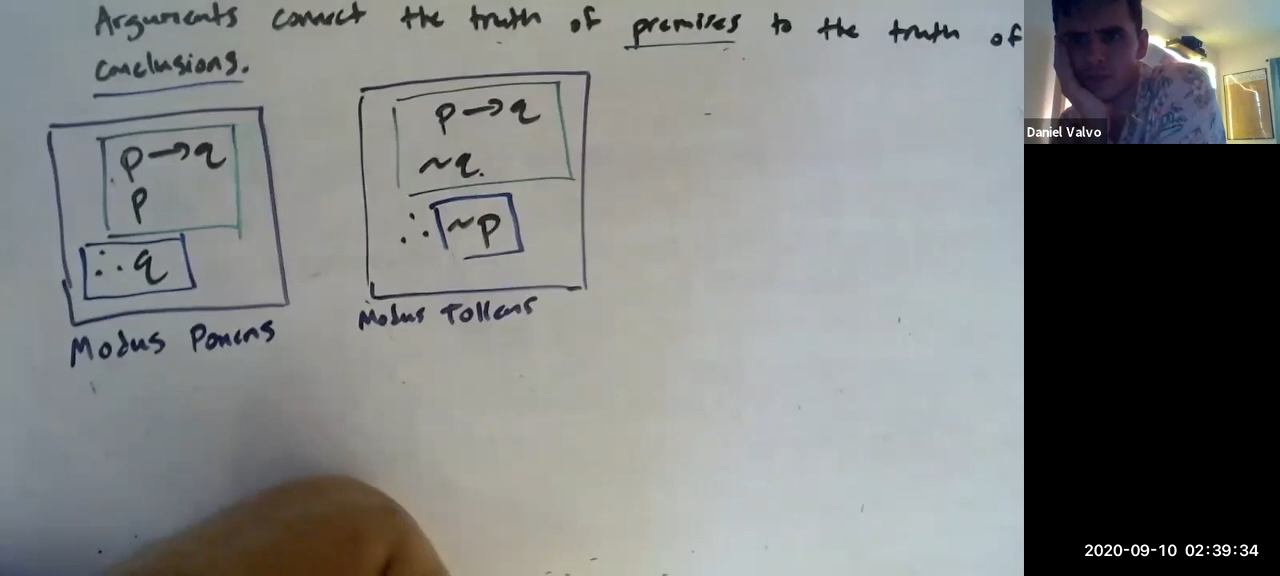 Arguments connect the truth of premises to the truth of
conclusions.
p → q
p
∴ q
Modus Ponens
p → q
~q.
∴ ~p
Modus Tollens
Daniel Valvo
2020-09-10 02:39:34